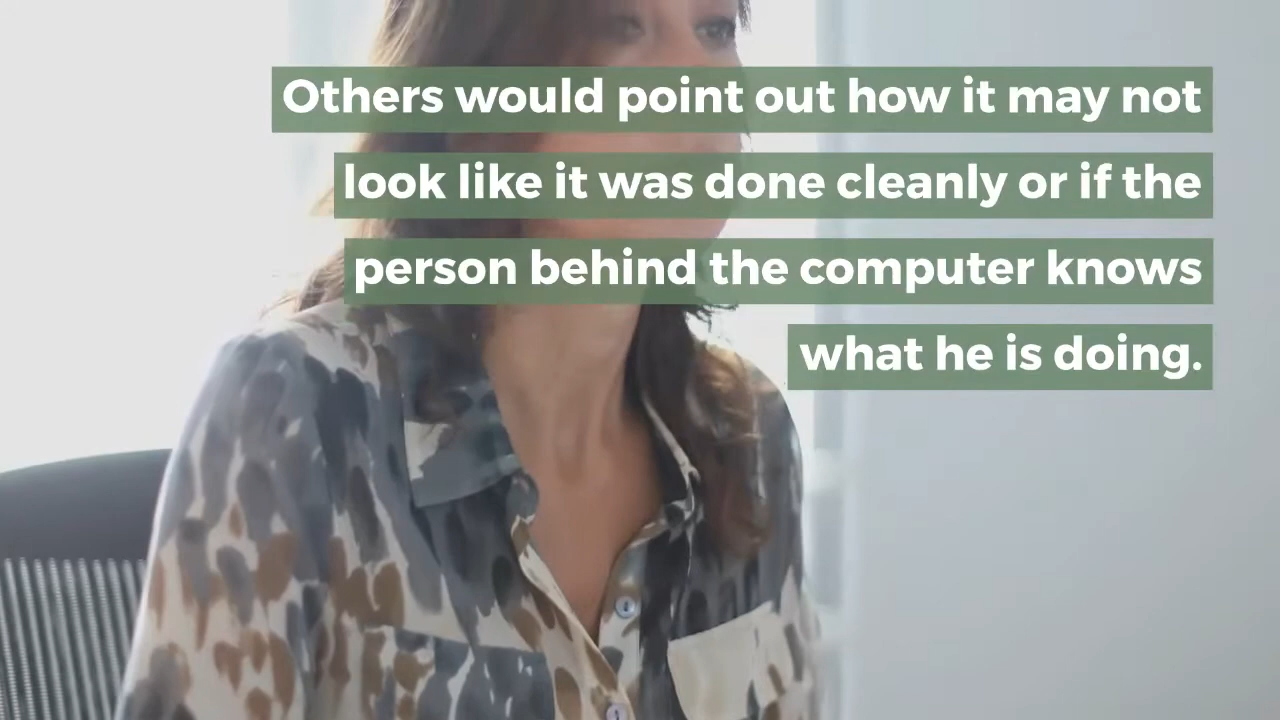 Others would point out how it may not
look like it was done cleanly or if the
person behind the computer knows
what he is doing.